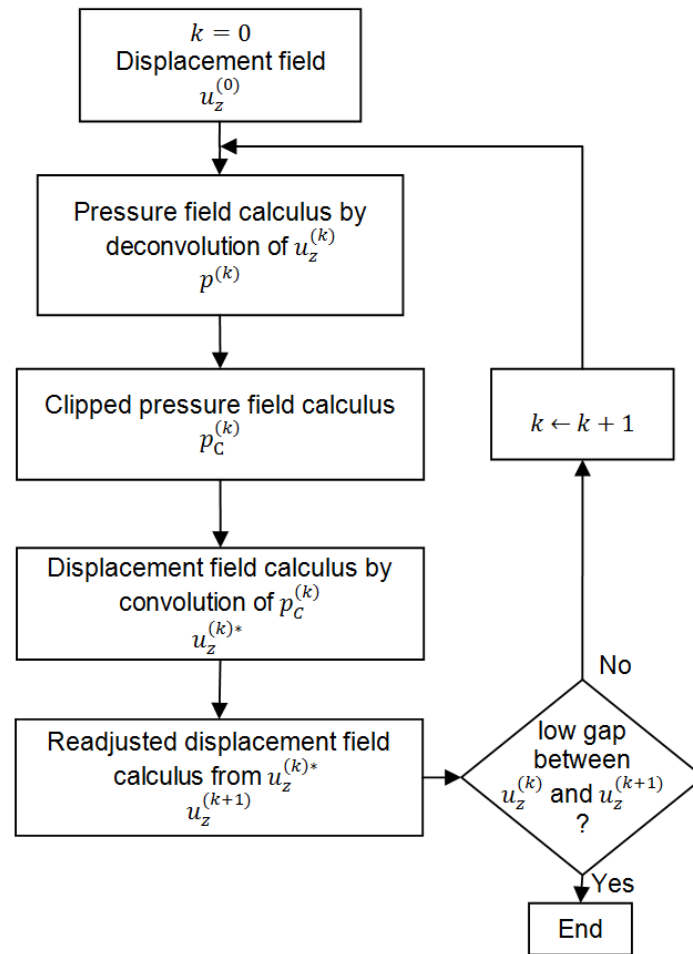 k = 0
Displacement field
u_z^{(0)}
Pressure field calculus by
deconvolution of u_z^{(k)}
p^{(k)}
Clipped pressure field calculus
p_C^{(k)}
k ← k + 1
Displacement field calculus by
convolution of p_C^{(k)}
u_z^{(k)*}
Readjusted displacement field
calculus from u_z^{(k)*}
u_z^{(k+1)}
No
low gap
between
u_z^{(k)} and u_z^{(k+1)}
?
Yes
End